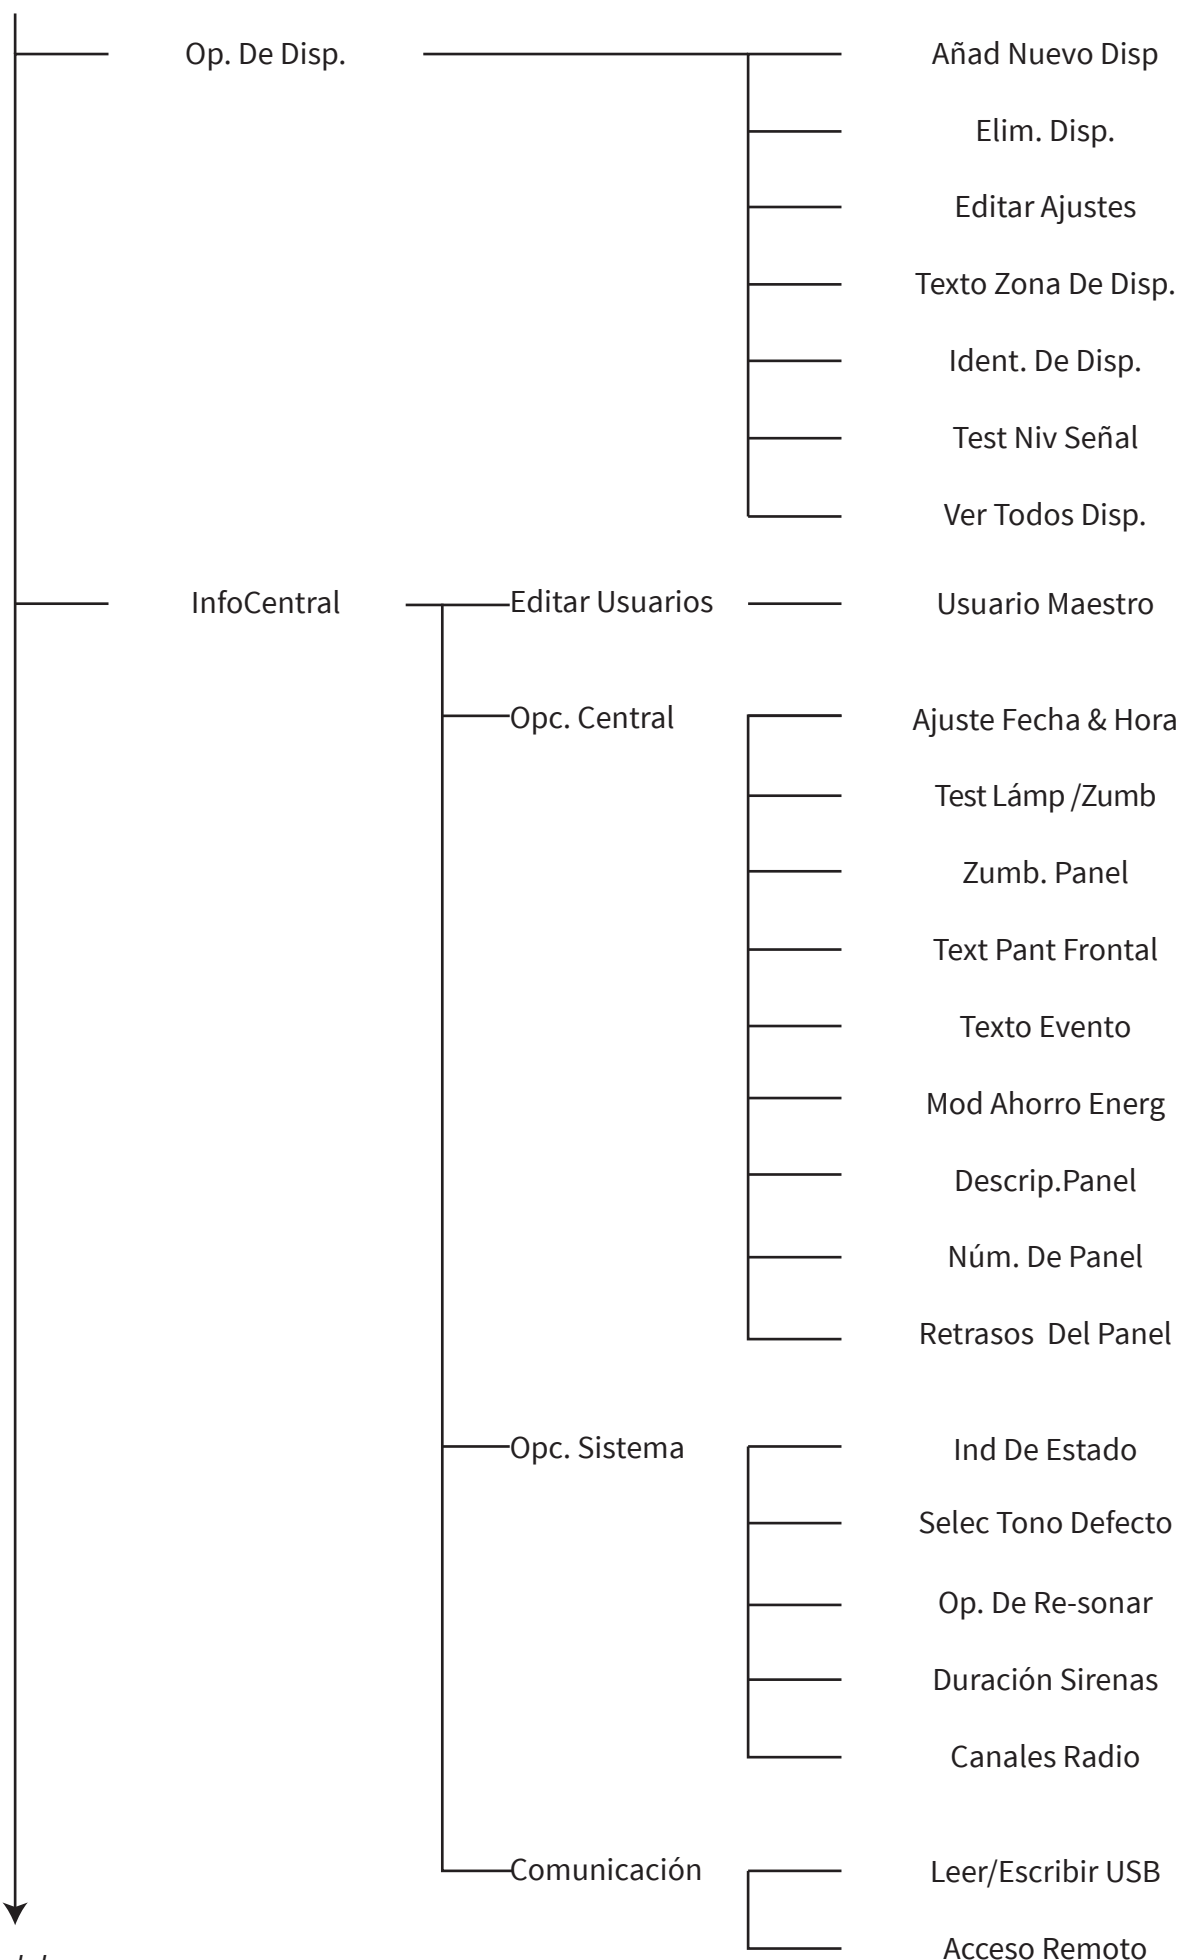 Op. De Disp.
Añad Nuevo Disp
Elim. Disp.
Editar Ajustes
Texto Zona De Disp.
Ident. De Disp.
Test Niv Señal
Ver Todos Disp.
InfoCentral
Editar Usuarios
Usuario Maestro
Opc. Central
Ajuste Fecha & Hora
Test Lámp /Zumb
Zumb. Panel
Text Pant Frontal
Texto Evento
Mod Ahorro Energ
Descrip.Panel
Núm. De Panel
Retrasos  Del Panel
Opc. Sistema
Ind De Estado
Selec Tono Defecto
Op. De Re-sonar
Duración Sirenas
Canales Radio
Comunicación
Leer/Escribir USB
Acceso Remoto